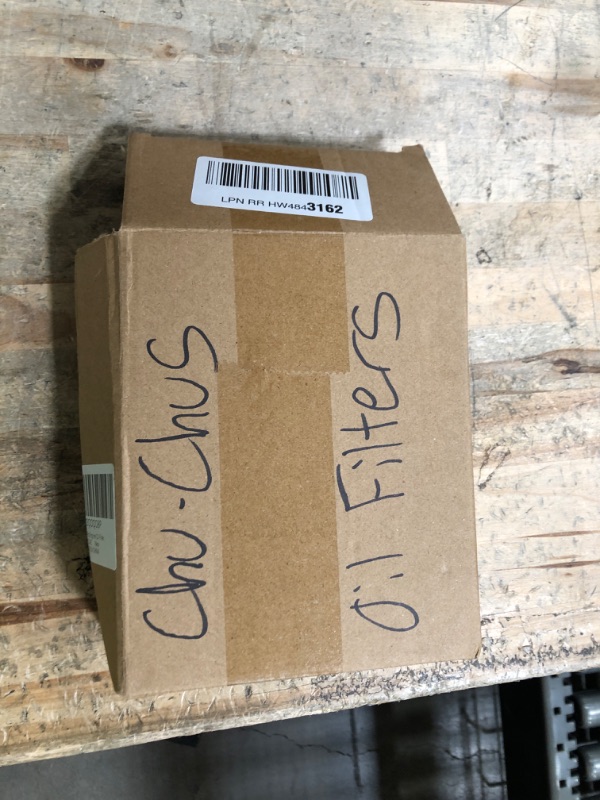 LPN RR HW4843162
Chu-Chus
Oil Filters